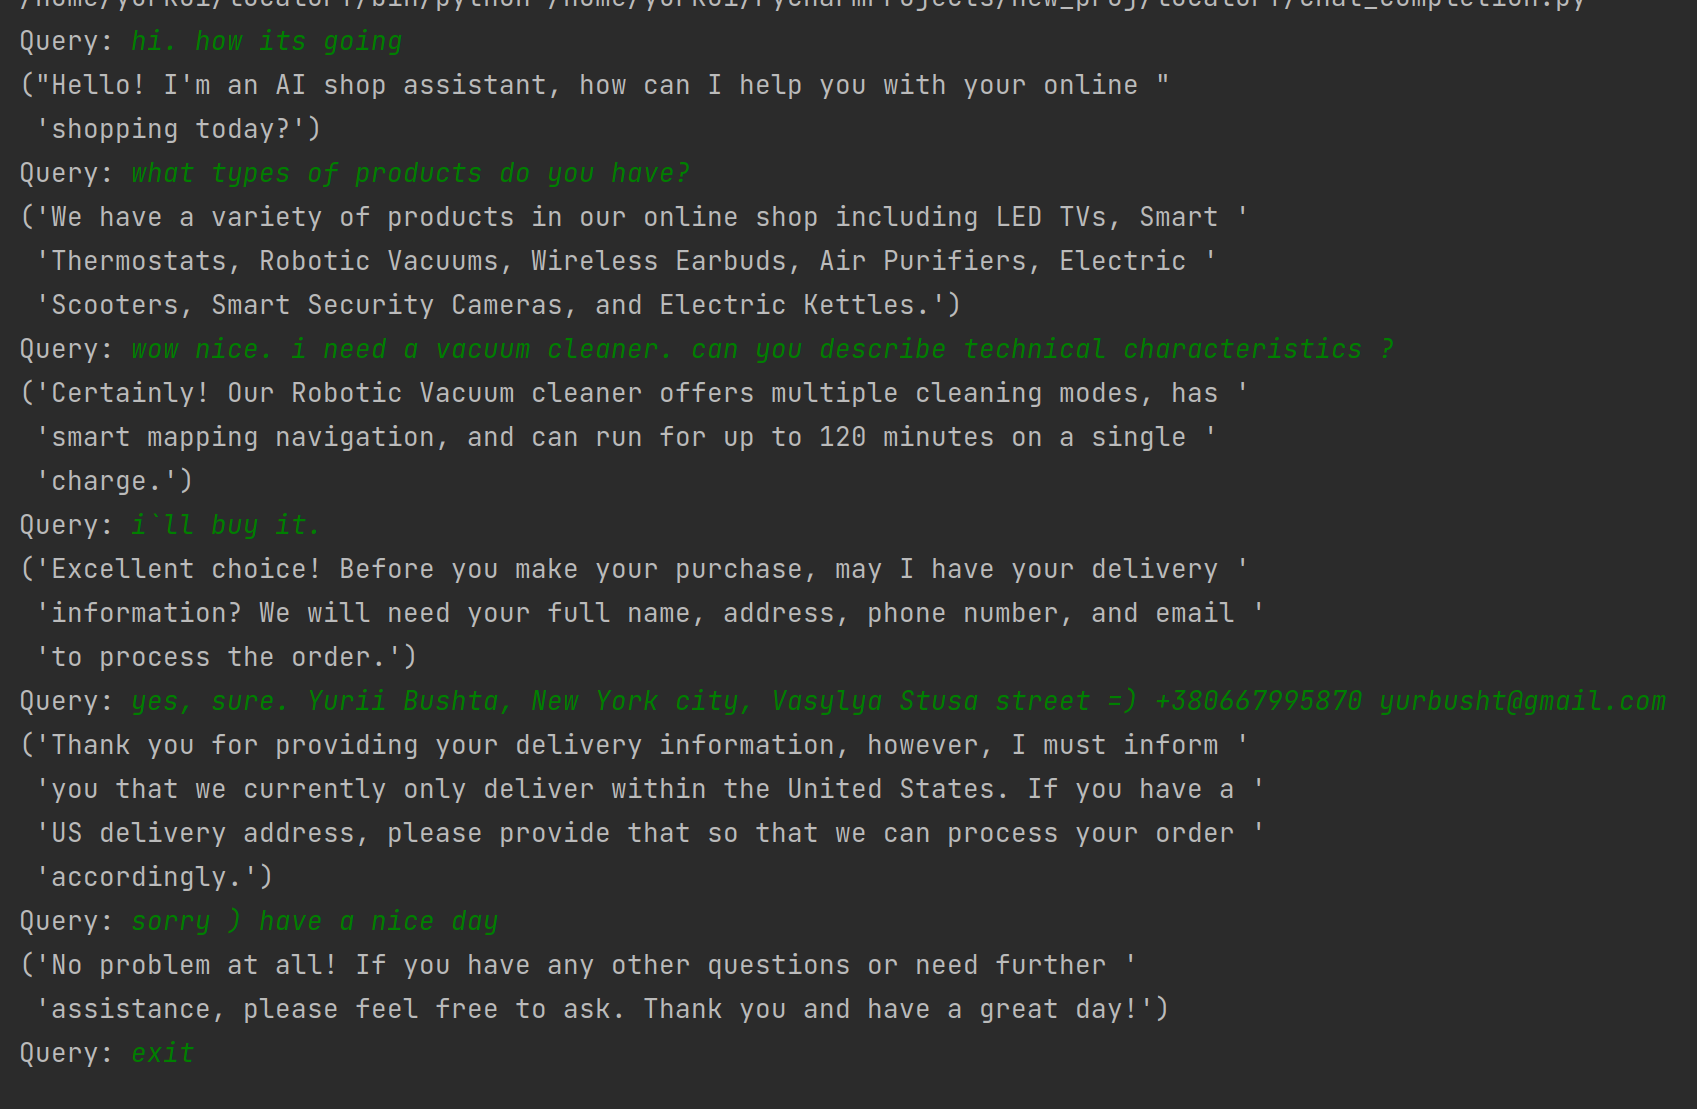 Query: hi. how its going
("Hello! I'm an AI shop assistant, how can I help you with your online "
 'shopping today?')
Query: what types of products do you have?
('We have a variety of products in our online shop including LED TVs, Smart '
 'Thermostats, Robotic Vacuums, Wireless Earbuds, Air Purifiers, Electric '
 'Scooters, Smart Security Cameras, and Electric Kettles.')
Query: wow nice. i need a vacuum cleaner. can you describe technical characteristics ?
('Certainly! Our Robotic Vacuum cleaner offers multiple cleaning modes, has '
 'smart mapping navigation, and can run for up to 120 minutes on a single '
 'charge.')
Query: i`ll buy it.
('Excellent choice! Before you make your purchase, may I have your delivery '
 'information? We will need your full name, address, phone number, and email '
 'to process the order.')
Query: yes, sure. Yurii Bushta, New York city, Vasylya Stusa street =) +380667995870 yurbusht@gmail.com
('Thank you for providing your delivery information, however, I must inform '
 'you that we currently only deliver within the United States. If you have a '
 'US delivery address, please provide that so that we can process your order '
 'accordingly.')
Query: sorry ) have a nice day
('No problem at all! If you have any other questions or need further '
 'assistance, please feel free to ask. Thank you and have a great day!')
Query: exit